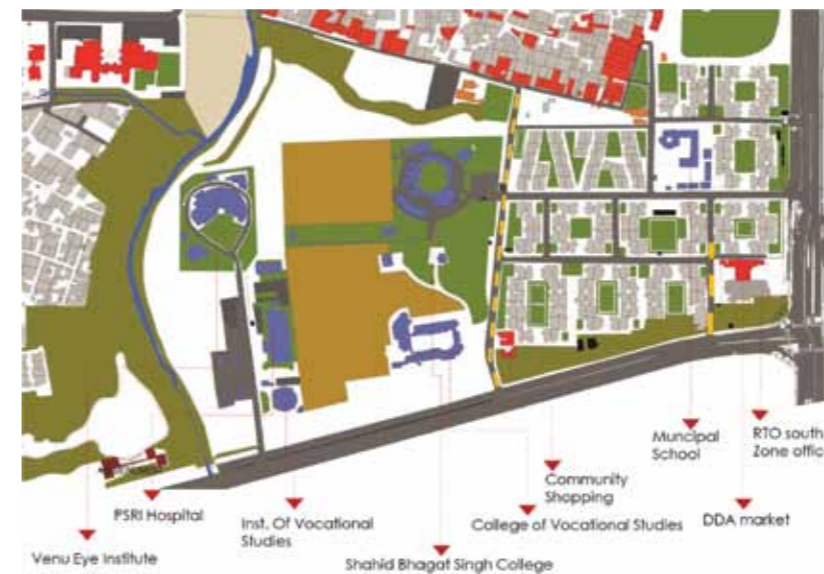 Muncipal
School
RTO south
Zone offic
Community
Shopping
PSRI Hospital
Inst. Of Vocational
Studies
College of Vocational Studies
DDA market
Venu Eye Institute
Shahid Bhagat Singh College